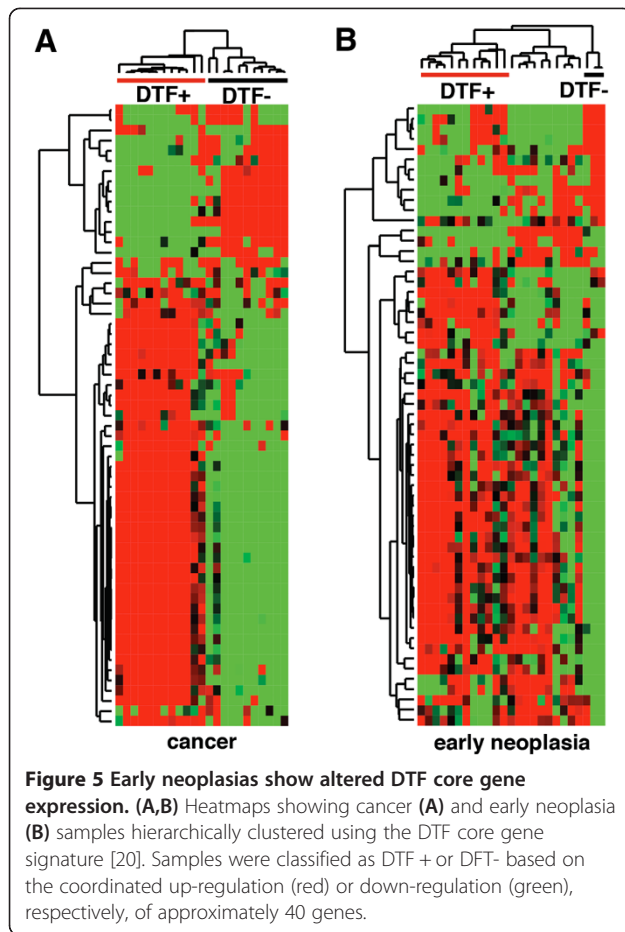 A
B
DTF+
DTF-
DTF+
DTF-
cancer
early neoplasia
Figure 5 Early neoplasias show altered DTF core gene
expression. (A,B) Heatmaps showing cancer (A) and early neoplasia
(B) samples hierarchically clustered using the DTF core gene
signature [20]. Samples were classified as DTF + or DFT- based on
the coordinated up-regulation (red) or down-regulation (green),
respectively, of approximately 40 genes.